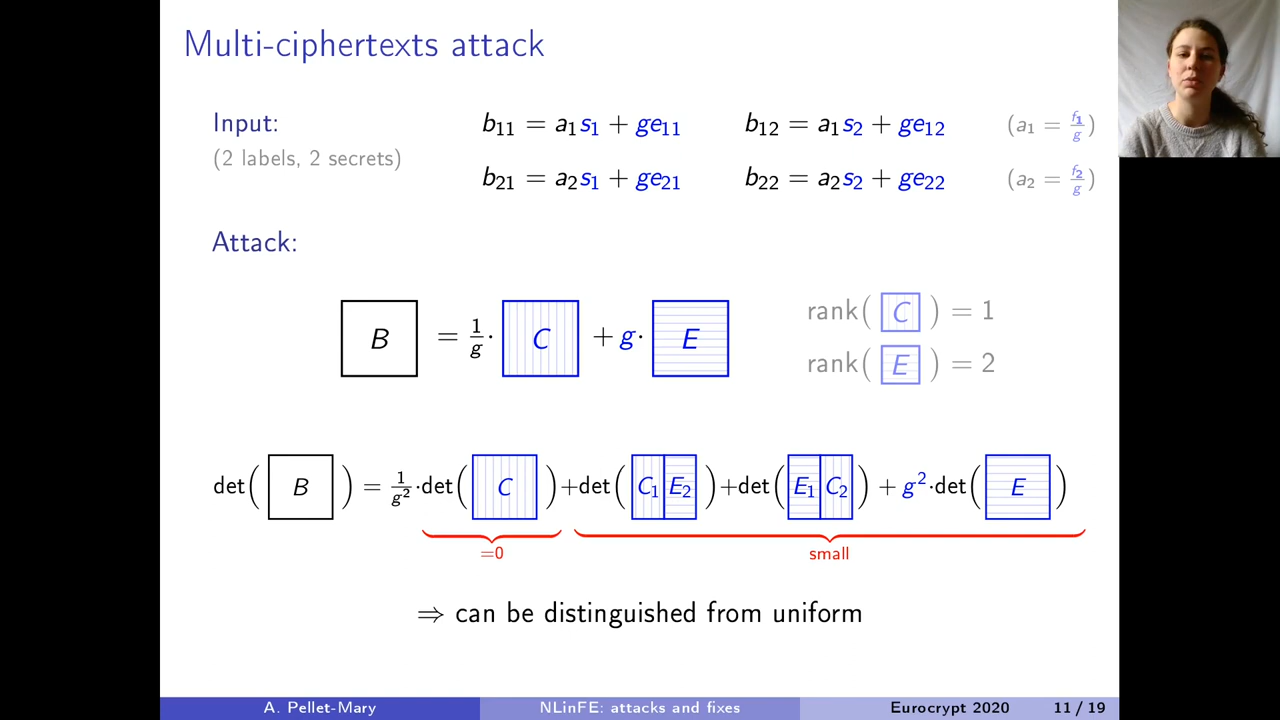 Multi-ciphertexts attack
Input: b₁₁ = a₁s₁ + ge₁₁ b₁₂ = a₁s₂ + ge₁₂ (a₁ = f₁/g)
(2 labels, 2 secrets)
b₂₁ = a₂s₁ + ge₂₁ b₂₂ = a₂s₂ + ge₂₂ (a₂ = f₂/g)
Attack:
B = 1/g · C + g · E
rank( C ) = 1
rank( E ) = 2
det( B ) = 1/g² ·det( C )+det( C₁ E₂ )+det( E₁ C₂ ) + g²·det( E )
=0 small
⇒ can be distinguished from uniform
A. Pellet-Mary NLinFE: attacks and fixes Eurocrypt 2020 11 / 19